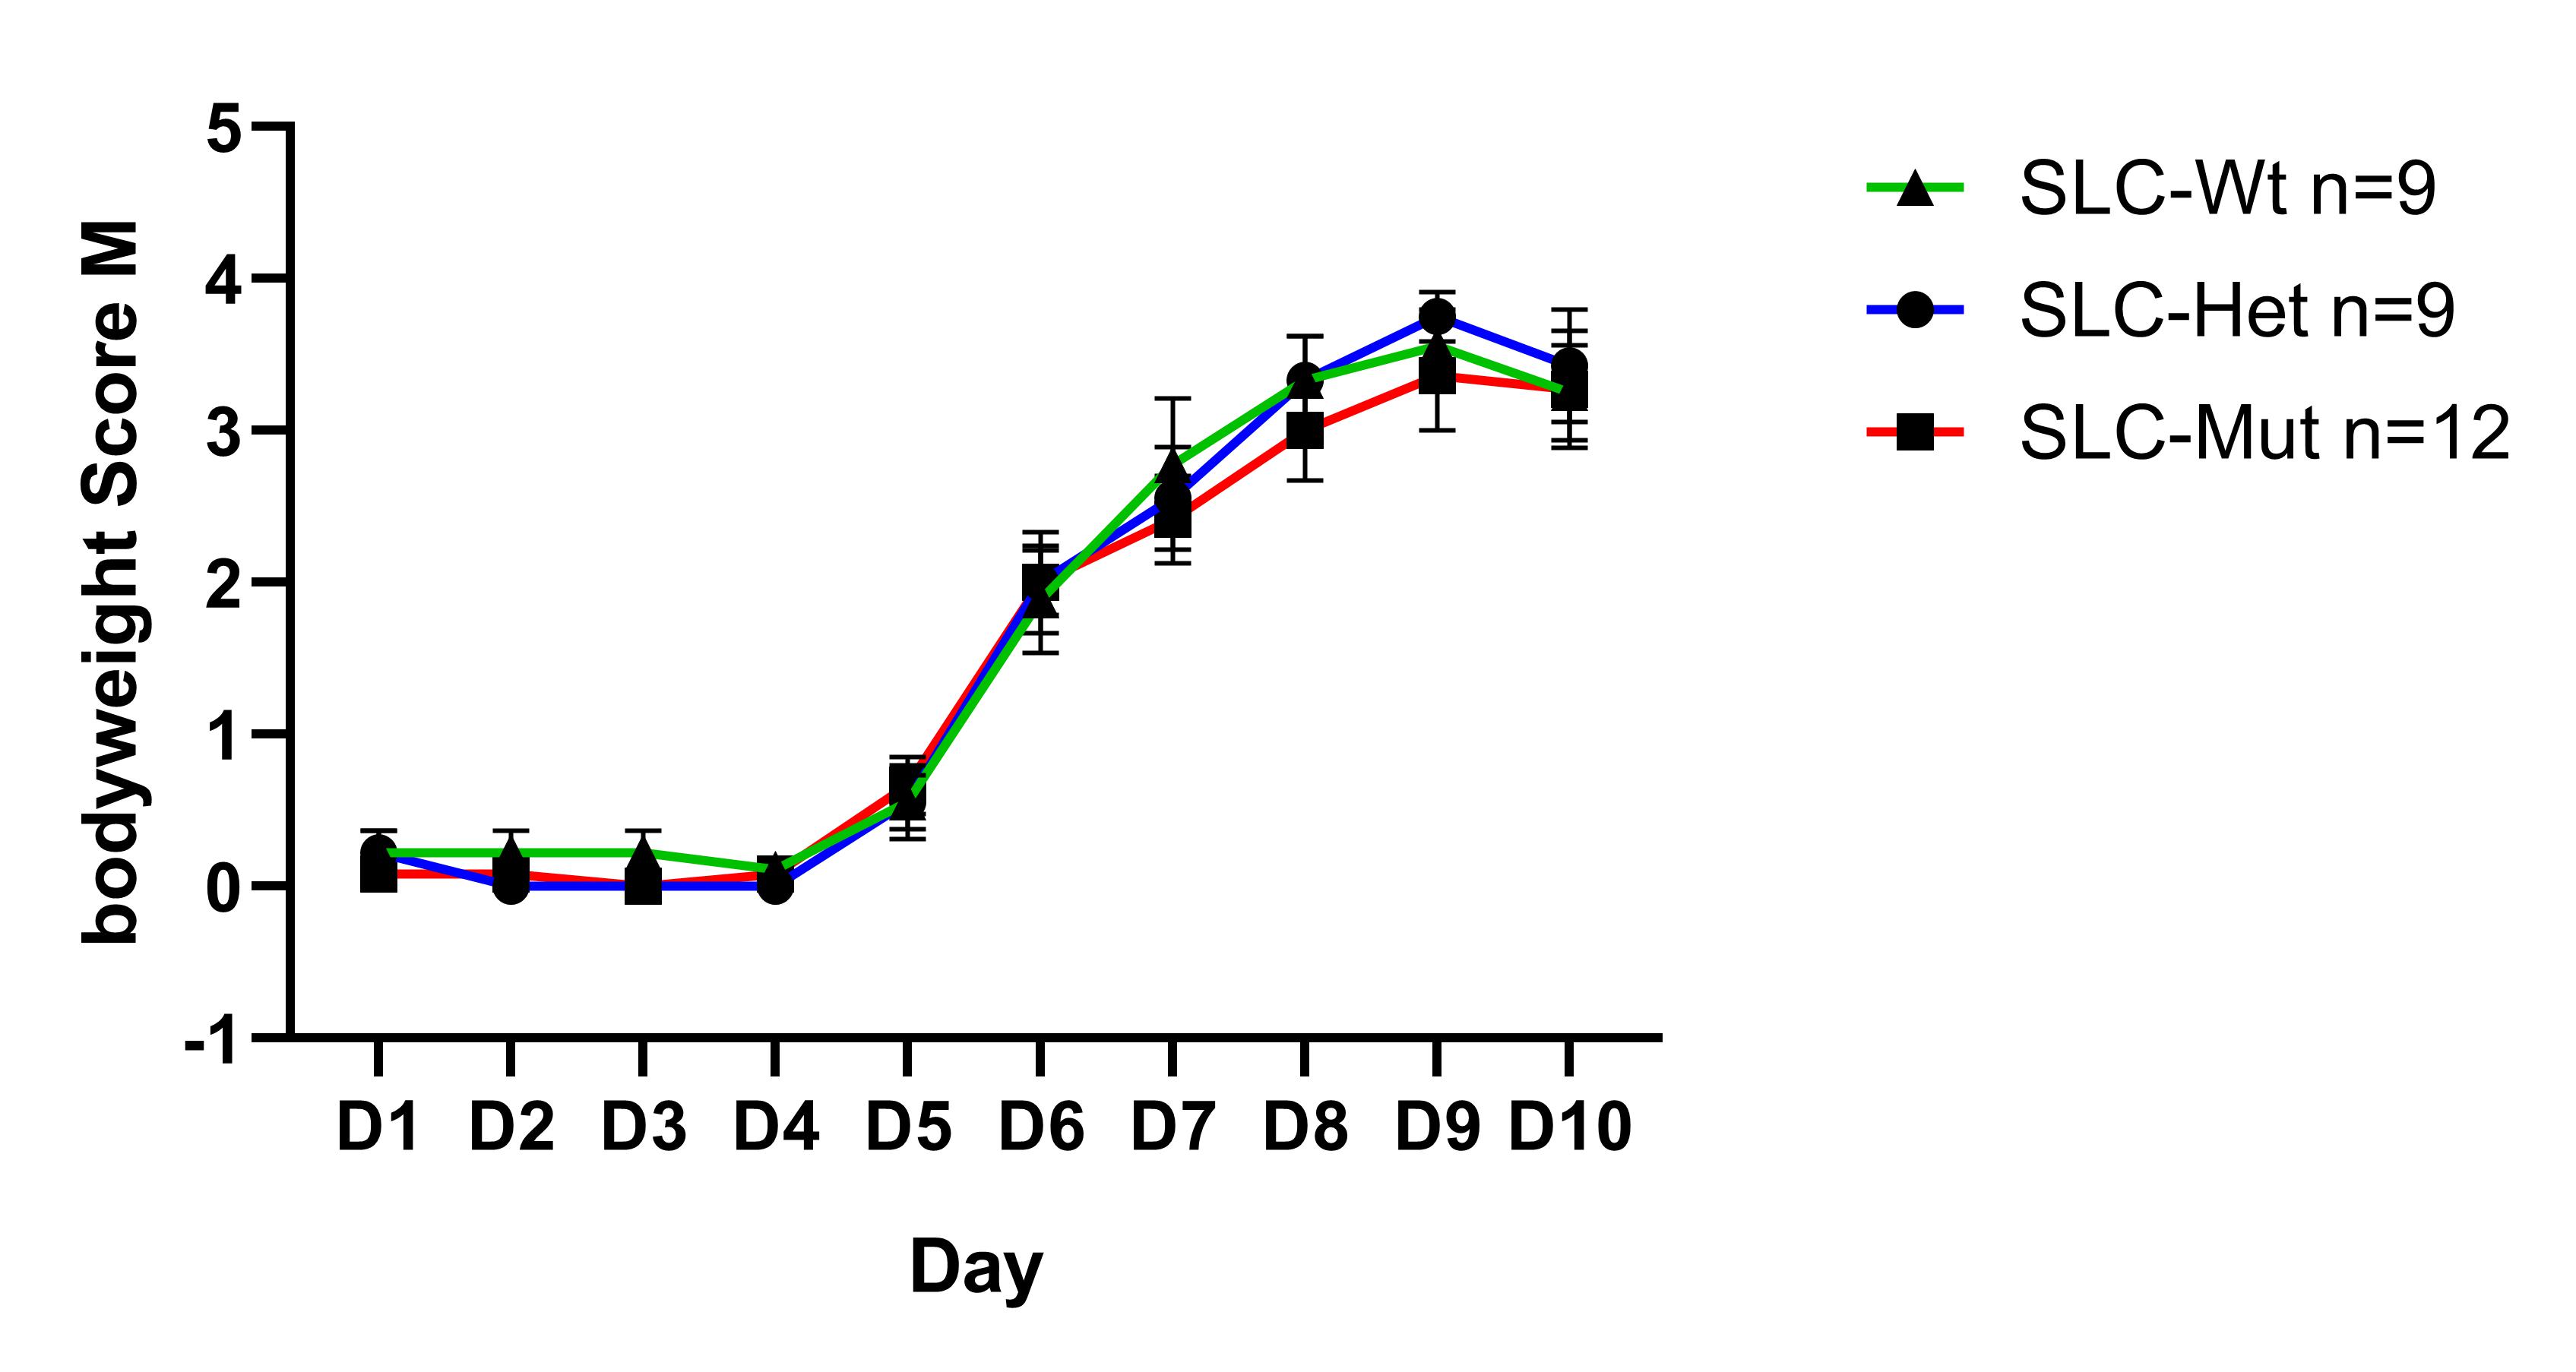 bodyweight Score M
5
4
3
2
1
0
-1
D1 D2 D3 D4 D5 D6 D7 D8 D9 D10
Day
SLC-Wt n=9
SLC-Het n=9
SLC-Mut n=12